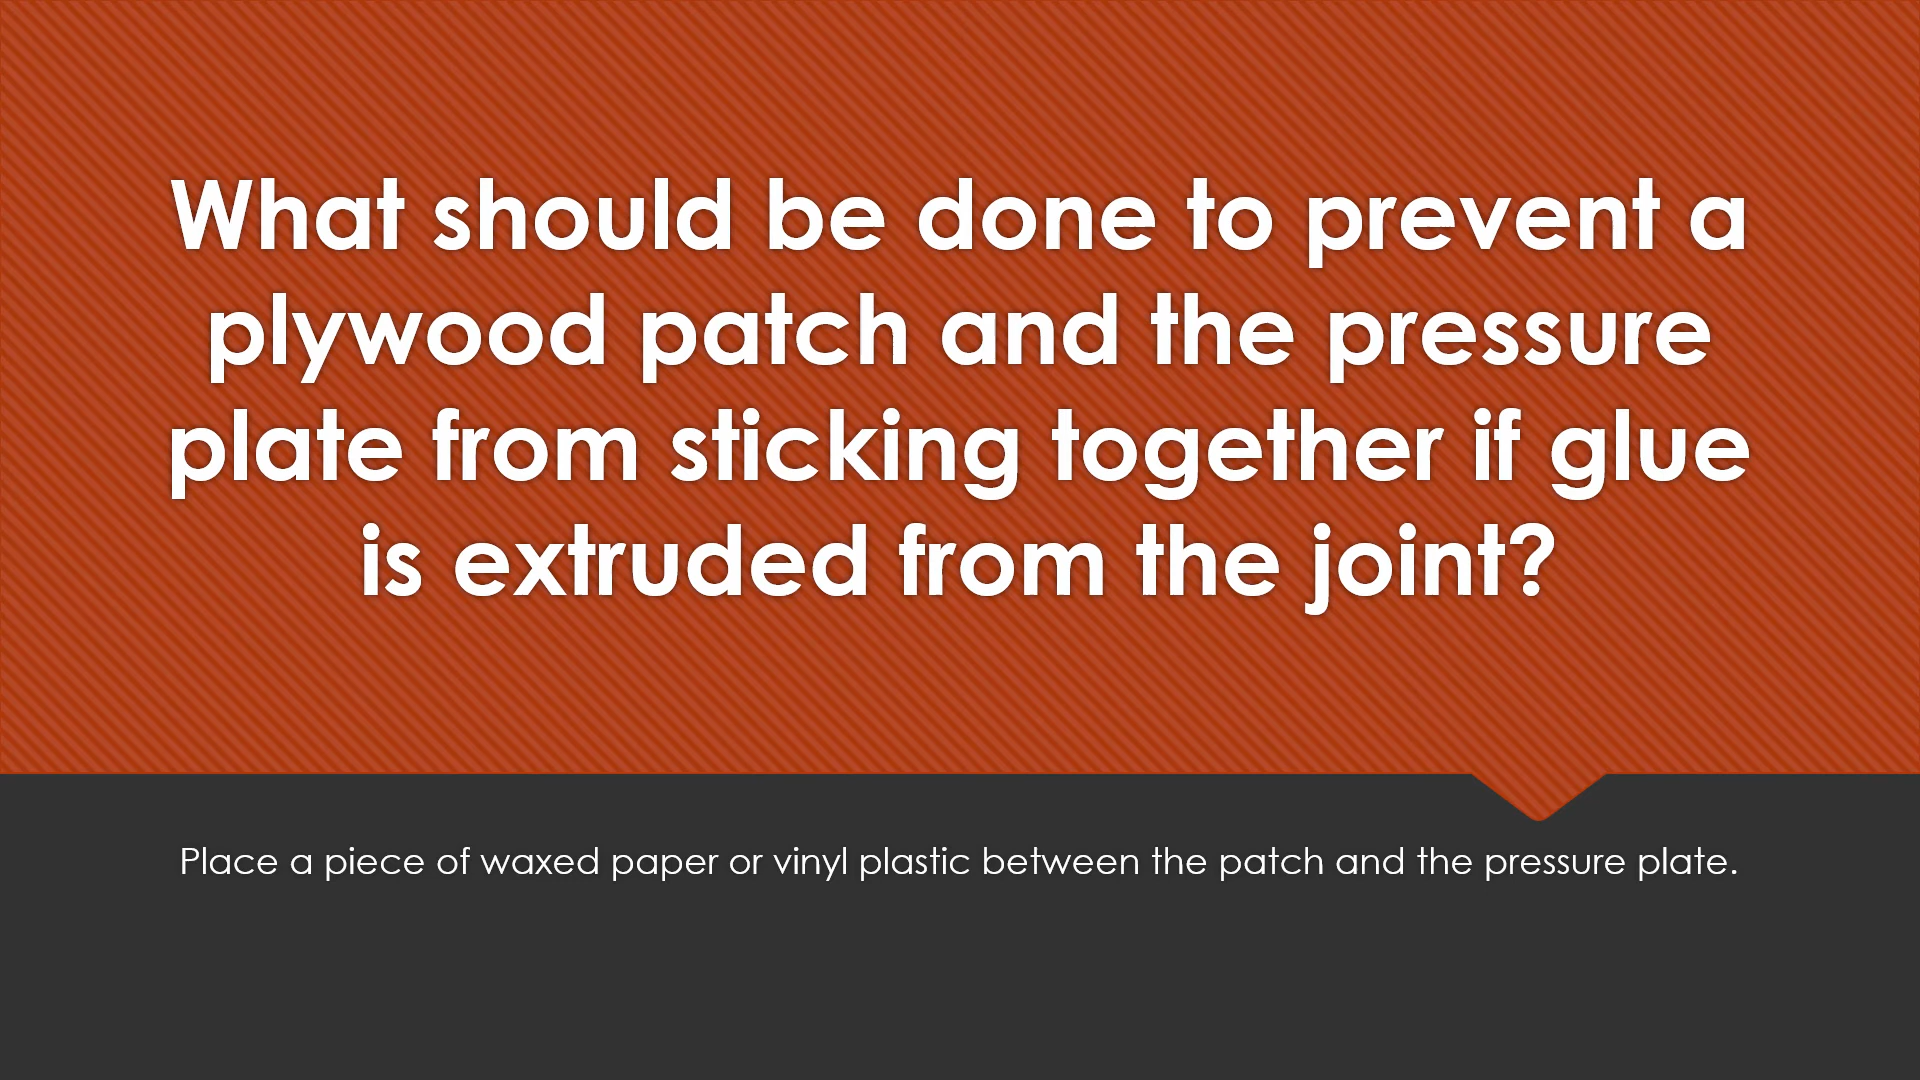 What should be done to prevent a
plywood patch and the pressure
plate from sticking together if glue
is extruded from the joint?
Place a piece of waxed paper or vinyl plastic between the patch and the pressure plate.